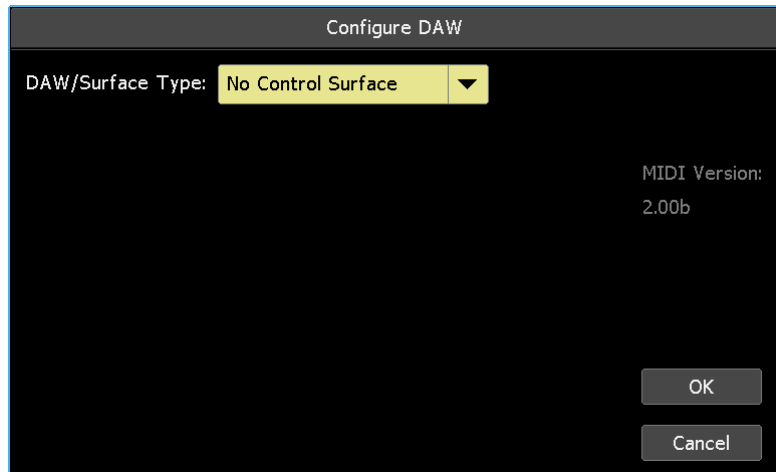 Configure DAW
DAW/Surface Type: No Control Surface
MIDI Version:
2.00b
OK
Cancel